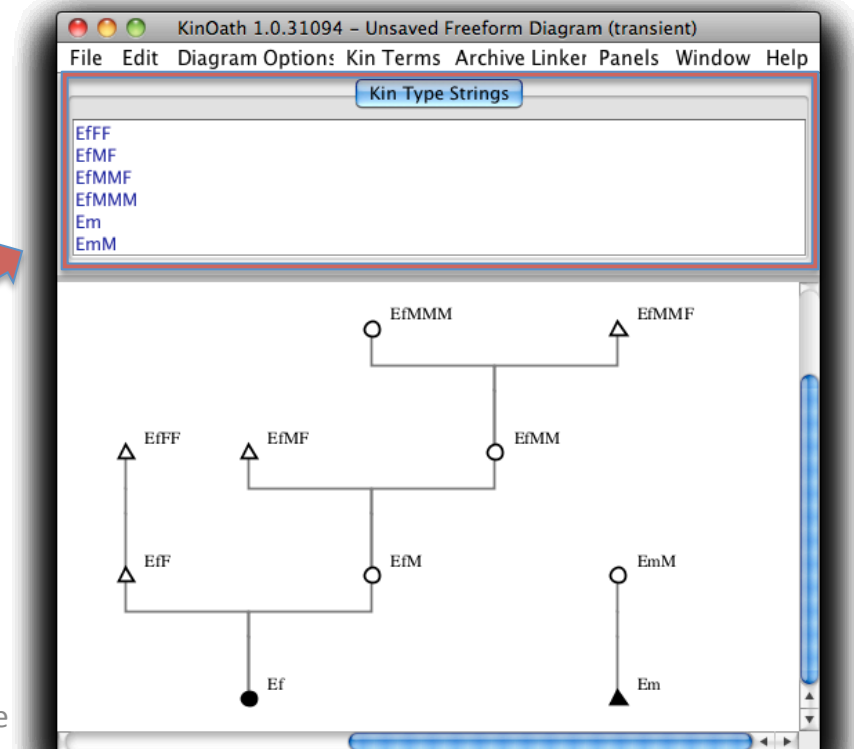 KinOath 1.0.31094 – Unsaved Freeform Diagram (transient)
File Edit Diagram Options Kin Terms Archive Linker Panels Window Help
Kin Type Strings
EfFF
EfMF
EfMMF
EfMMM
Em
EmM
EfMMM EfMMF
EfFF EfMF EfMM
EfF EfM EmM
Ef Em
e